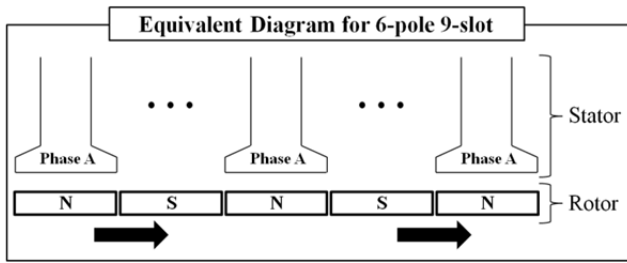 Equivalent Diagram for 6-pole 9-slot
• • •
• • •
Stator
Phase A
Phase A
Phase A
N
S
N
S
N
Rotor